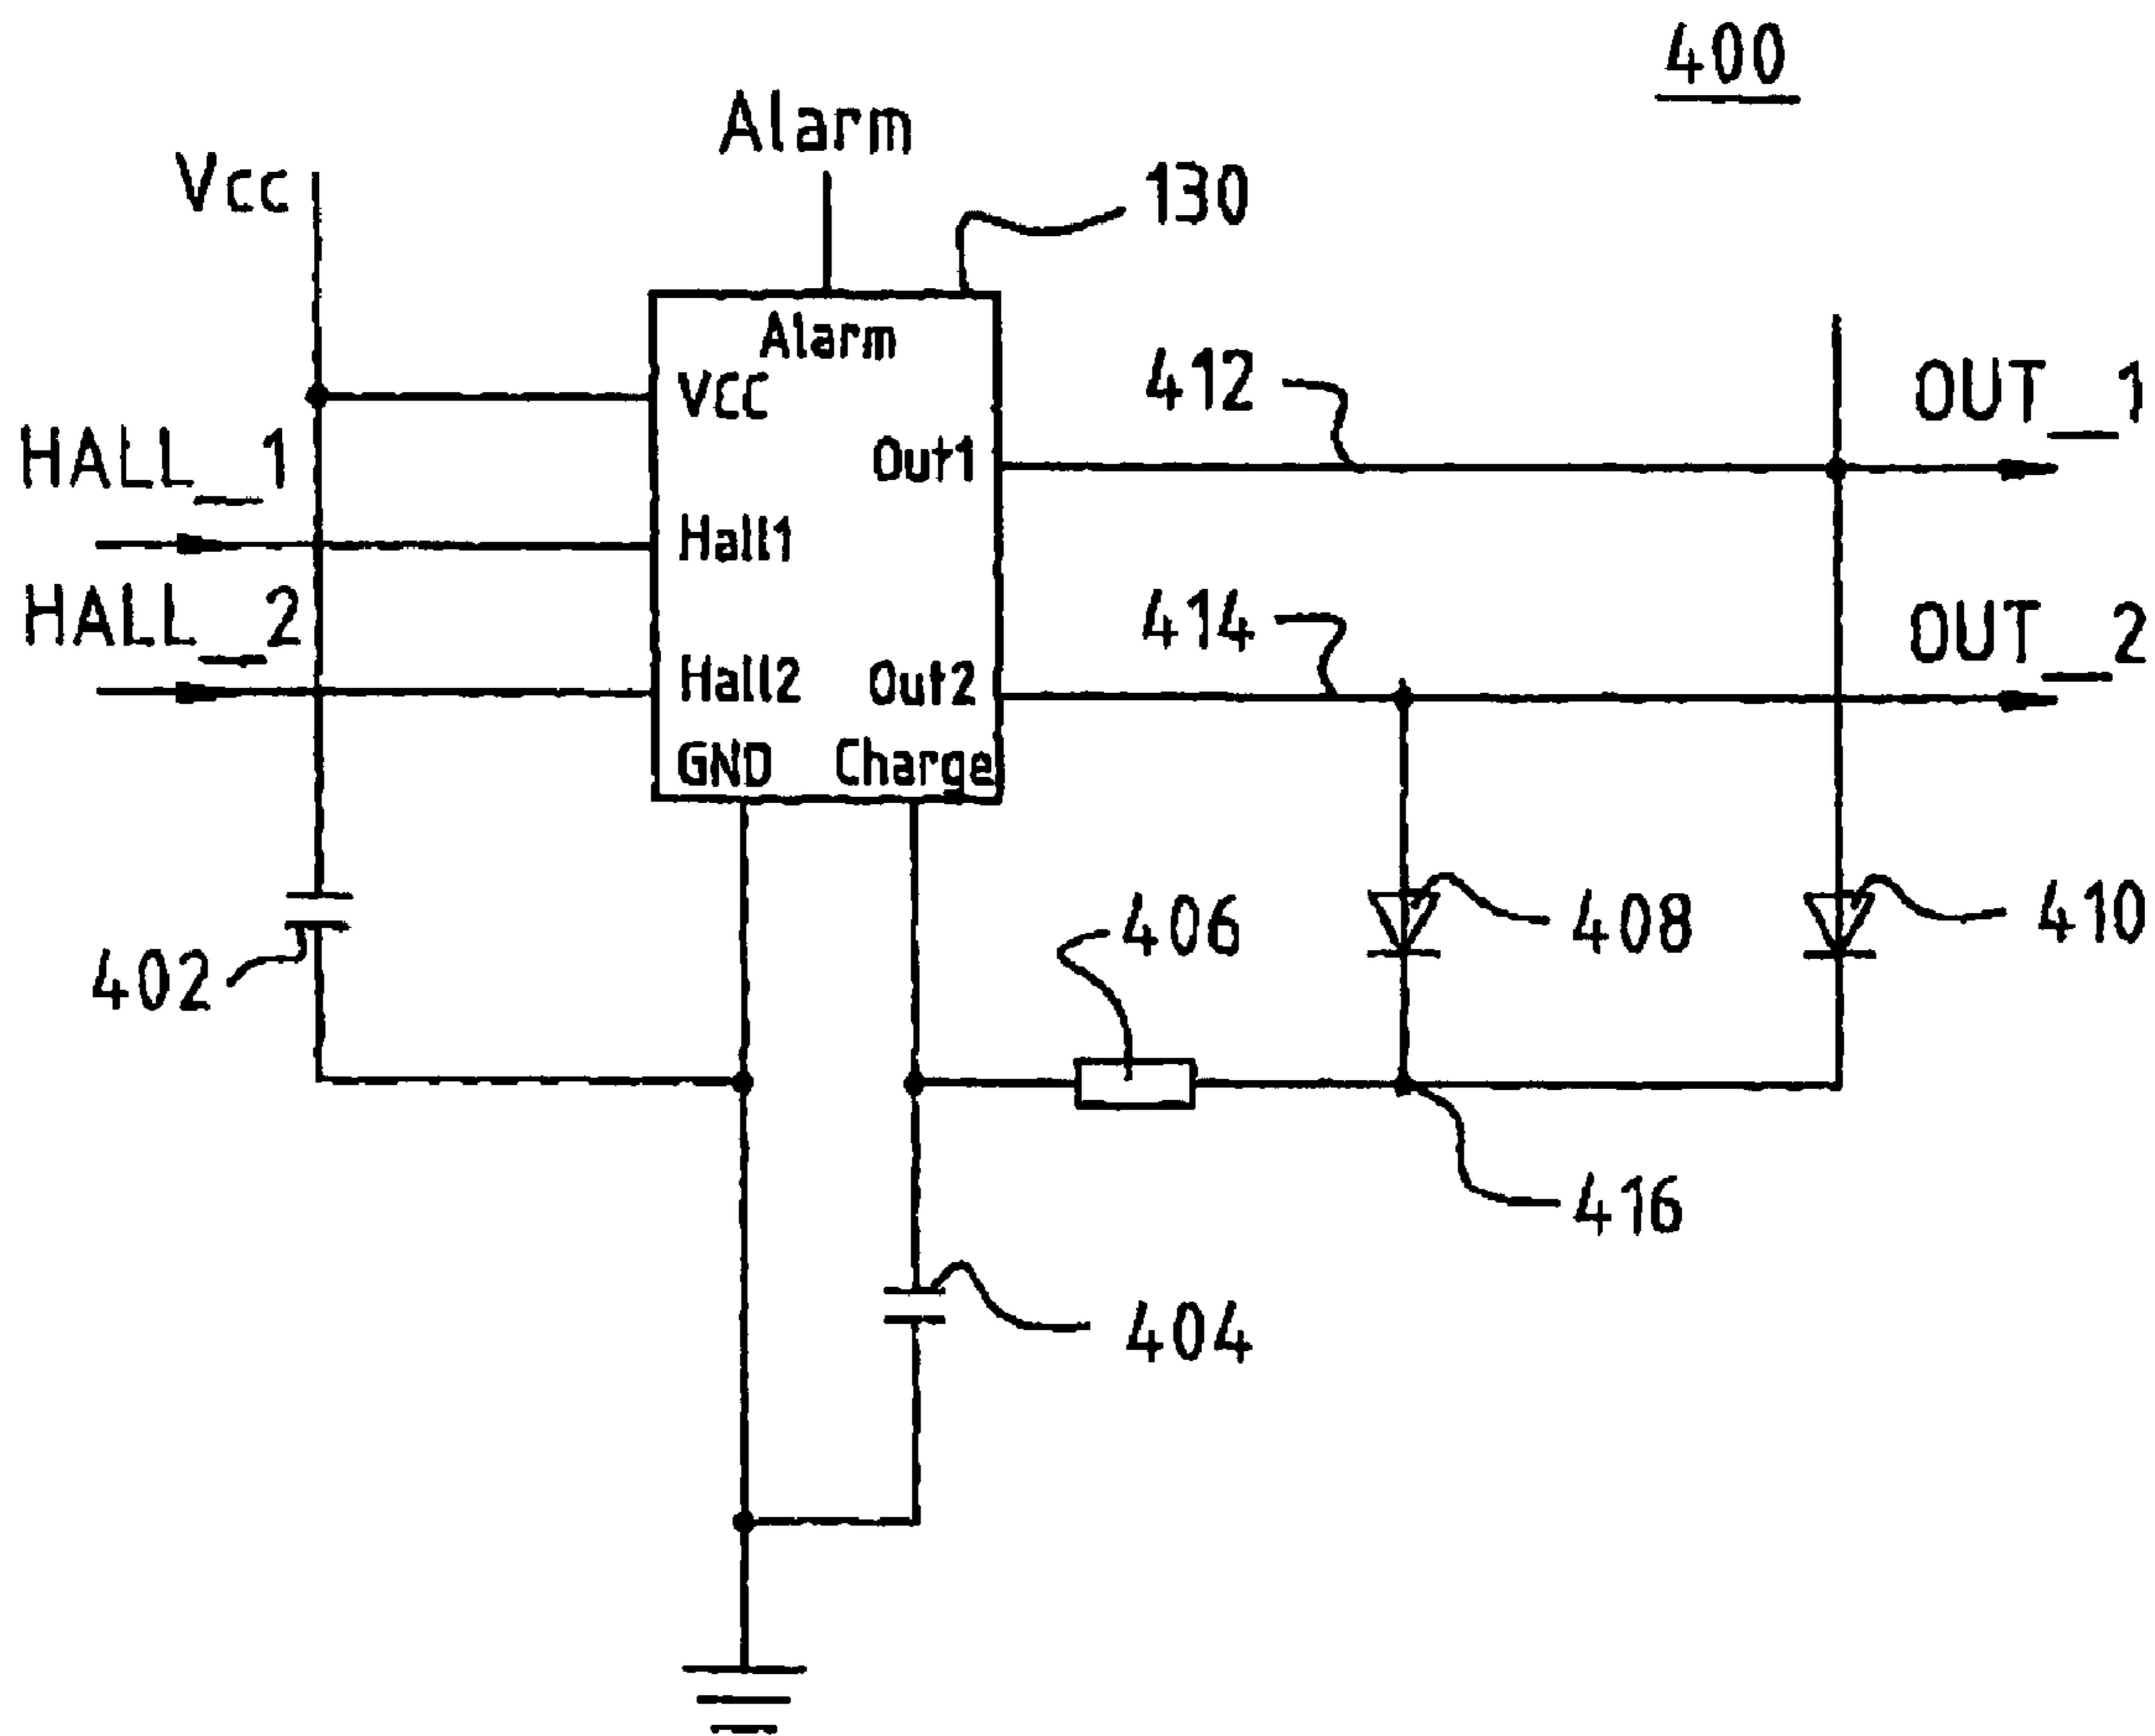 400
Alarm
Vcc
130
Alarm
VCC
412
OUT_1
HALL_1
Out1
Hall1
HALL_2
414
OUT_2
Hall2
Out2
GND
Charge
402
406
408
410
416
404